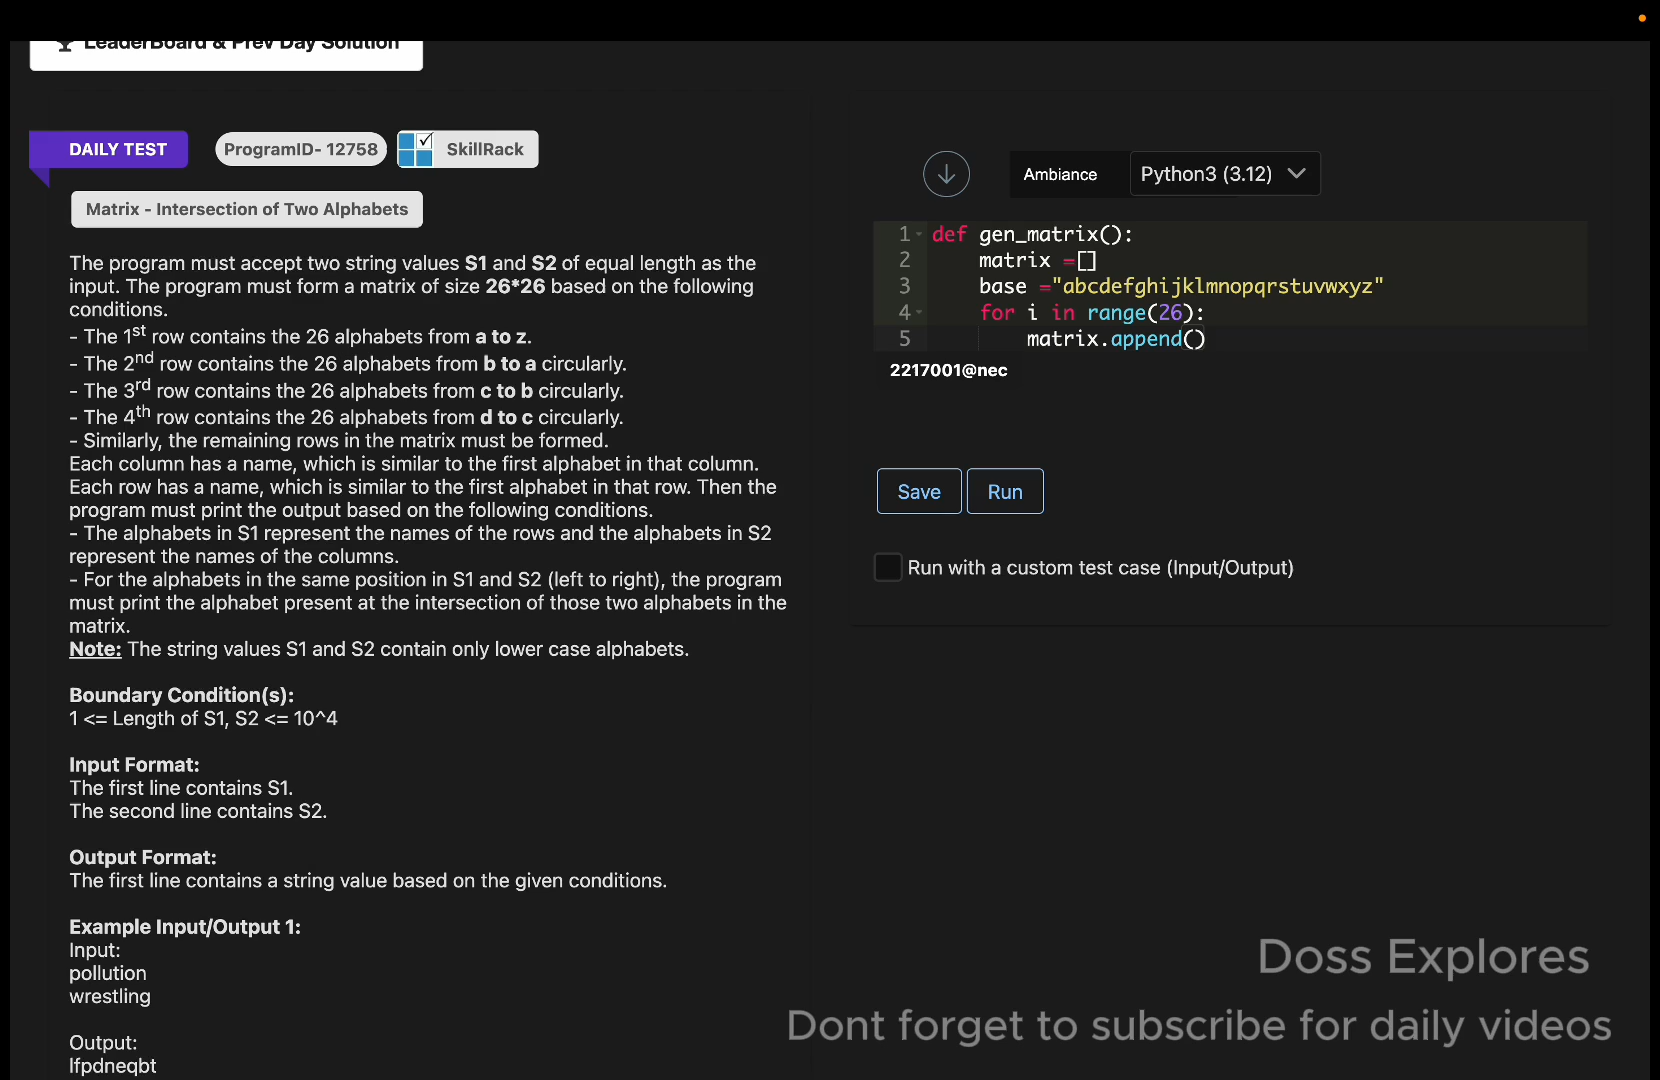 LeaderBoard & Prev Day Solution
DAILY TEST
ProgramID- 12758
SkillRack
Matrix - Intersection of Two Alphabets
The program must accept two string values S1 and S2 of equal length as the
input. The program must form a matrix of size 26*26 based on the following
conditions.
- The 1st row contains the 26 alphabets from a to z.
- The 2nd row contains the 26 alphabets from b to a circularly.
- The 3rd row contains the 26 alphabets from c to b circularly.
- The 4th row contains the 26 alphabets from d to c circularly.
- Similarly, the remaining rows in the matrix must be formed.
Each column has a name, which is similar to the first alphabet in that column.
Each row has a name, which is similar to the first alphabet in that row. Then the
program must print the output based on the following conditions.
- The alphabets in S1 represent the names of the rows and the alphabets in S2
represent the names of the columns.
- For the alphabets in the same position in S1 and S2 (left to right), the program
must print the alphabet present at the intersection of those two alphabets in the
matrix.
Note: The string values S1 and S2 contain only lower case alphabets.
Boundary Condition(s):
1 <= Length of S1, S2 <= 10^4
Input Format:
The first line contains S1.
The second line contains S2.
Output Format:
The first line contains a string value based on the given conditions.
Example Input/Output 1:
Input:
pollution
wrestling
Output:
lfpdneqbt
Ambiance
Python3 (3.12)
1 def gen_matrix():
2 matrix =[]
3 base ="abcdefghijklmnopqrstuvwxyz"
4 for i in range(26):
5 matrix.append()
2217001@nec
Save
Run
Run with a custom test case (Input/Output)
Doss Explores
Dont forget to subscribe for daily videos